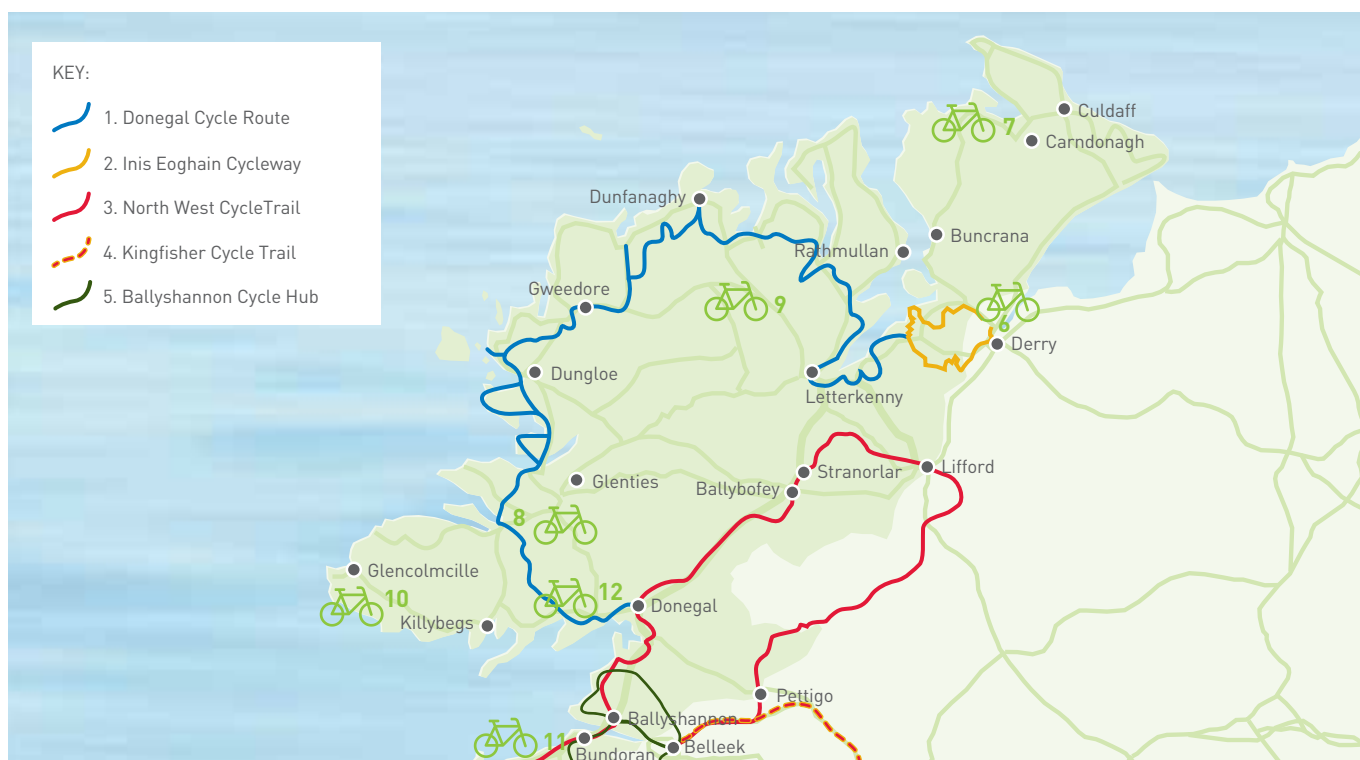 KEY:
1. Donegal Cycle Route
2. Inis Eoghain Cycleway
3. North West CycleTrail
4. Kingfisher Cycle Trail
5. Ballyshannon Cycle Hub
Culdaff
7
Carndonagh
Dunfanaghy
Buncrana
Rathmullan
Gweedore
9
6
Derry
Dungloe
Letterkenny
Stranorlar
Lifford
Glenties
Ballybofey
8
Glencolmcille
10
12
Donegal
Killybegs
Pettigo
Ballyshannon
11
Belleek
Bundoran